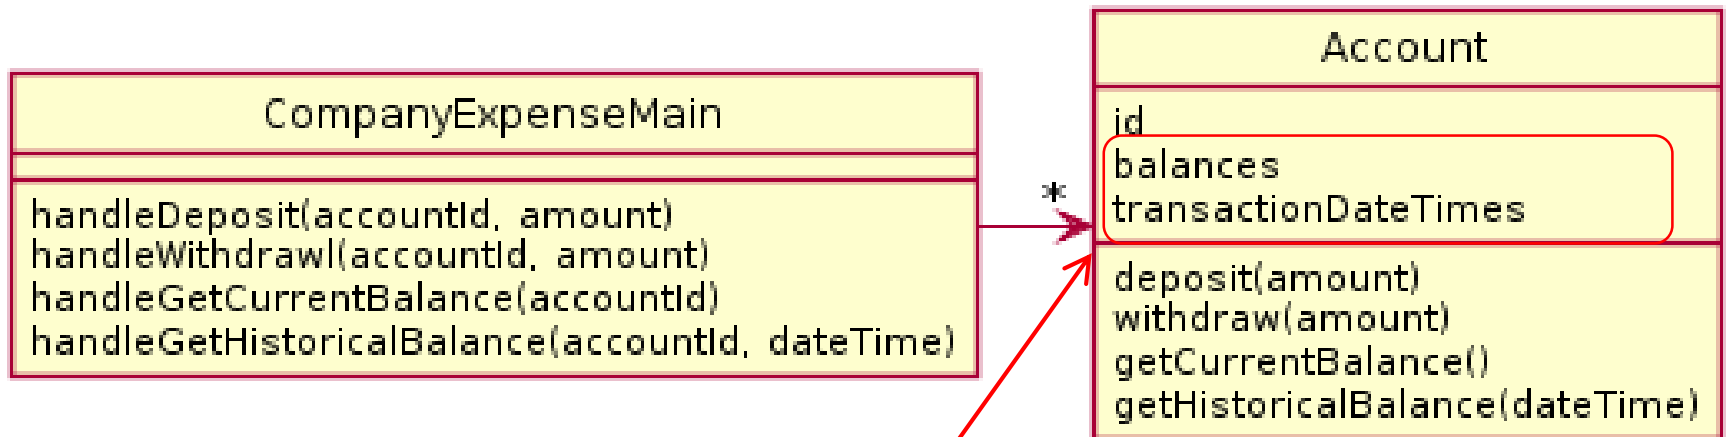 CompanyExpenseMain
handleDeposit(accountId, amount)
handleWithdrawl(accountId, amount)
handleGetCurrentBalance(accountId)
handleGetHistoricalBalance(accountId, dateTime)
*
Account
id
balances
transactionDateTimes
deposit(amount)
withdraw(amount)
getCurrentBalance()
getHistoricalBalance(dateTime)